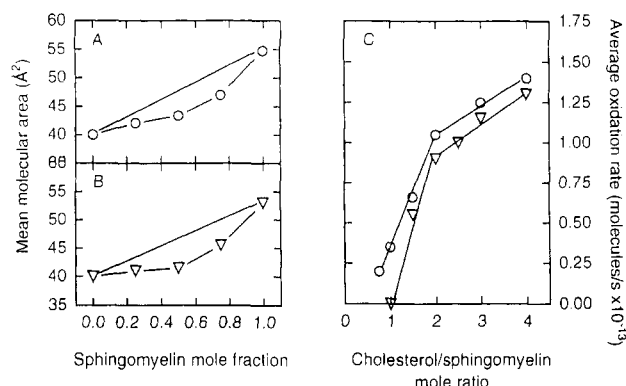 A
60
55
50
45
40
35
B
55
50
45
40
35
0.0 0.2 0.4 0.6 0.8 1.0
Mean molecular area (Å²)
Sphingomyelin mole fraction
C
1.75
1.50
1.25
1.00
0.75
0.50
0.25
0.00
0 1 2 3 4
Average oxidation rate (molecules/s x10⁻¹³)
Cholesterol/sphingomyelin
mole ratio